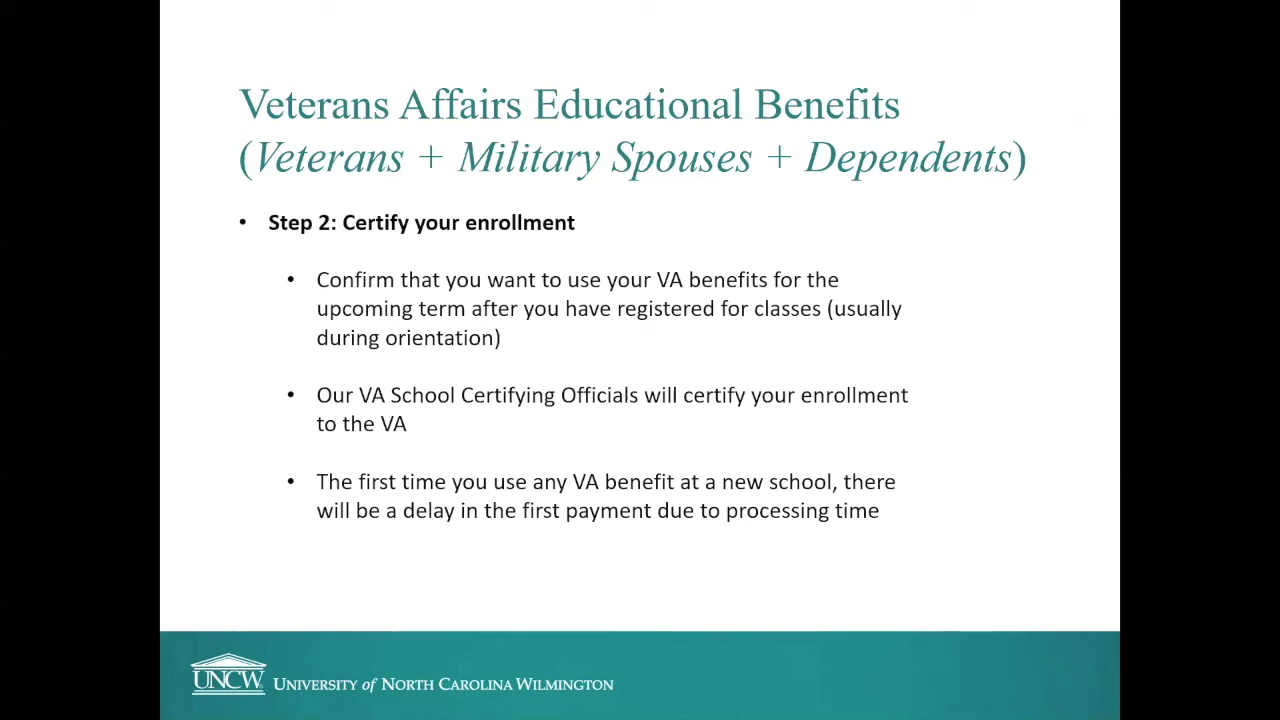 Veterans Affairs Educational Benefits
(Veterans + Military Spouses + Dependents)
• Step 2: Certify your enrollment
• Confirm that you want to use your VA benefits for the
upcoming term after you have registered for classes (usually
during orientation)
• Our VA School Certifying Officials will certify your enrollment
to the VA
• The first time you use any VA benefit at a new school, there
will be a delay in the first payment due to processing time
UNCW UNIVERSITY of NORTH CAROLINA WILMINGTON